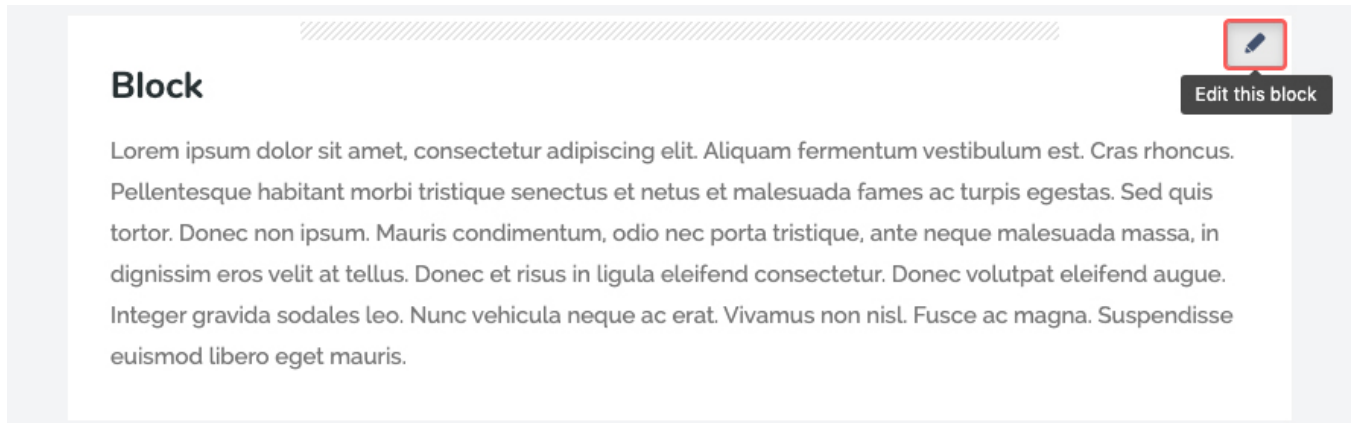 Block
Edit this block
Lorem ipsum dolor sit amet, consectetur adipiscing elit. Aliquam fermentum vestibulum est. Cras rhoncus.
Pellentesque habitant morbi tristique senectus et netus et malesuada fames ac turpis egestas. Sed quis
tortor. Donec non ipsum. Mauris condimentum, odio nec porta tristique, ante neque malesuada massa, in
dignissim eros velit at tellus. Donec et risus in ligula eleifend consectetur. Donec volutpat eleifend augue.
Integer gravida sodales leo. Nunc vehicula neque ac erat. Vivamus non nisl. Fusce ac magna. Suspendisse
euismod libero eget mauris.